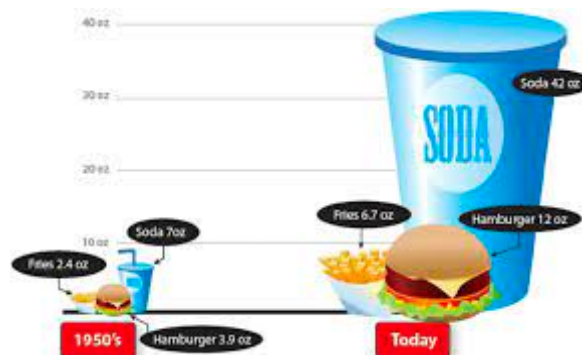 40 oz
30 oz
20 oz
10 oz
Soda 42 oz
SODA
Fries 6.7 oz
Hamburger 12 oz
Soda 7oz
Fries 2.4 oz
Hamburger 3.9 oz
1950's
Today